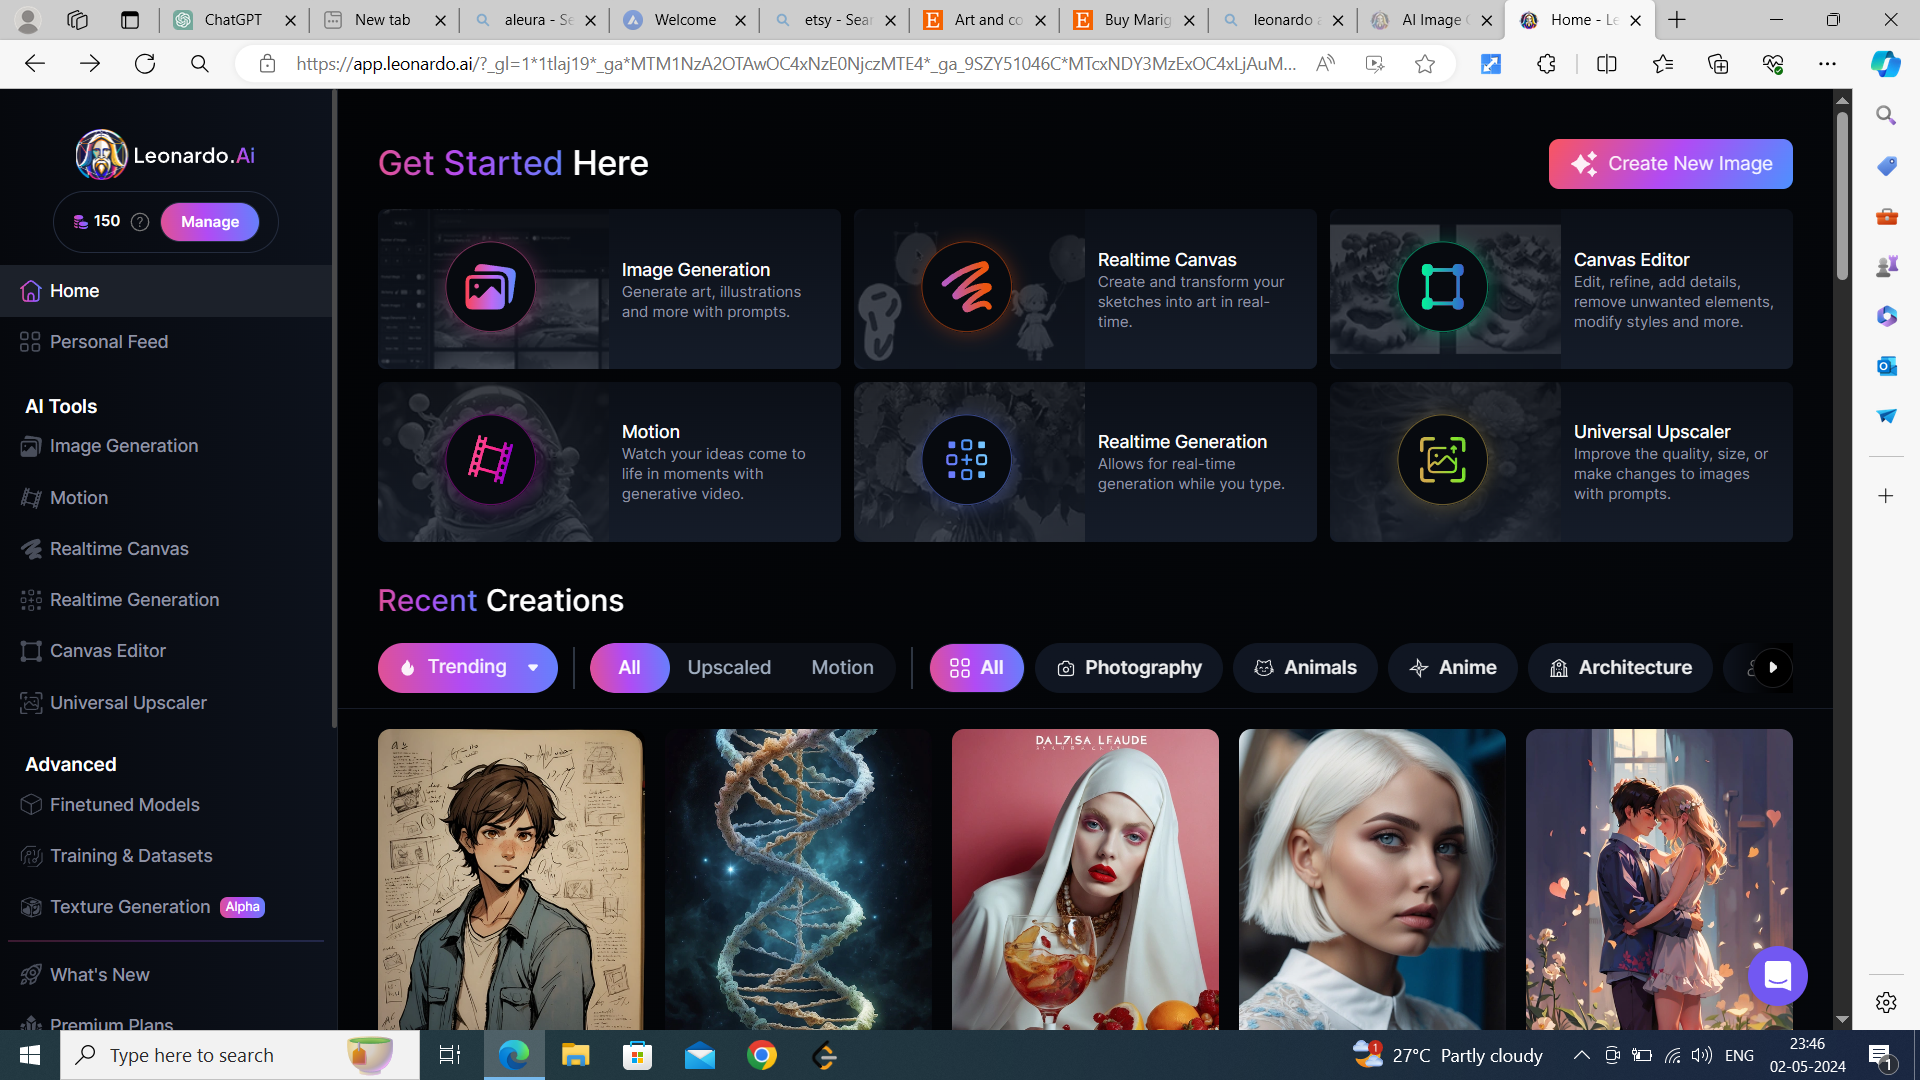 ChatGPT
New tab
aleura - Se
Welcome
etsy - Sear
Art and co
Buy Marig
leonardo a
AI Image G
Home - Le
https://app.leonardo.ai/?_gl=1*1tlaj19*_ga*MTM1NzA2OTAwOC4xNzE0NjczMTE4*_ga_9SZY51046C*MTcxNDY3MzExOC4xLjAuM...
Leonardo.Ai
150
Manage
Home
Personal Feed
AI Tools
Image Generation
Motion
Realtime Canvas
Realtime Generation
Canvas Editor
Universal Upscaler
Advanced
Finetuned Models
Training & Datasets
Texture Generation Alpha
What's New
Premium Plans
Get Started Here
Create New Image
Image Generation
Generate art, illustrations
and more with prompts.
Realtime Canvas
Create and transform your
sketches into art in real-
time.
Canvas Editor
Edit, refine, add details,
remove unwanted elements,
modify styles and more.
Motion
Watch your ideas come to
life in moments with
generative video.
Realtime Generation
Allows for real-time
generation while you type.
Universal Upscaler
Improve the quality, size, or
make changes to images
with prompts.
Recent Creations
Trending
All
Upscaled
Motion
All
Photography
Animals
Anime
Architecture
Type here to search
27°C Partly cloudy
ENG
23:46
02-05-2024
1